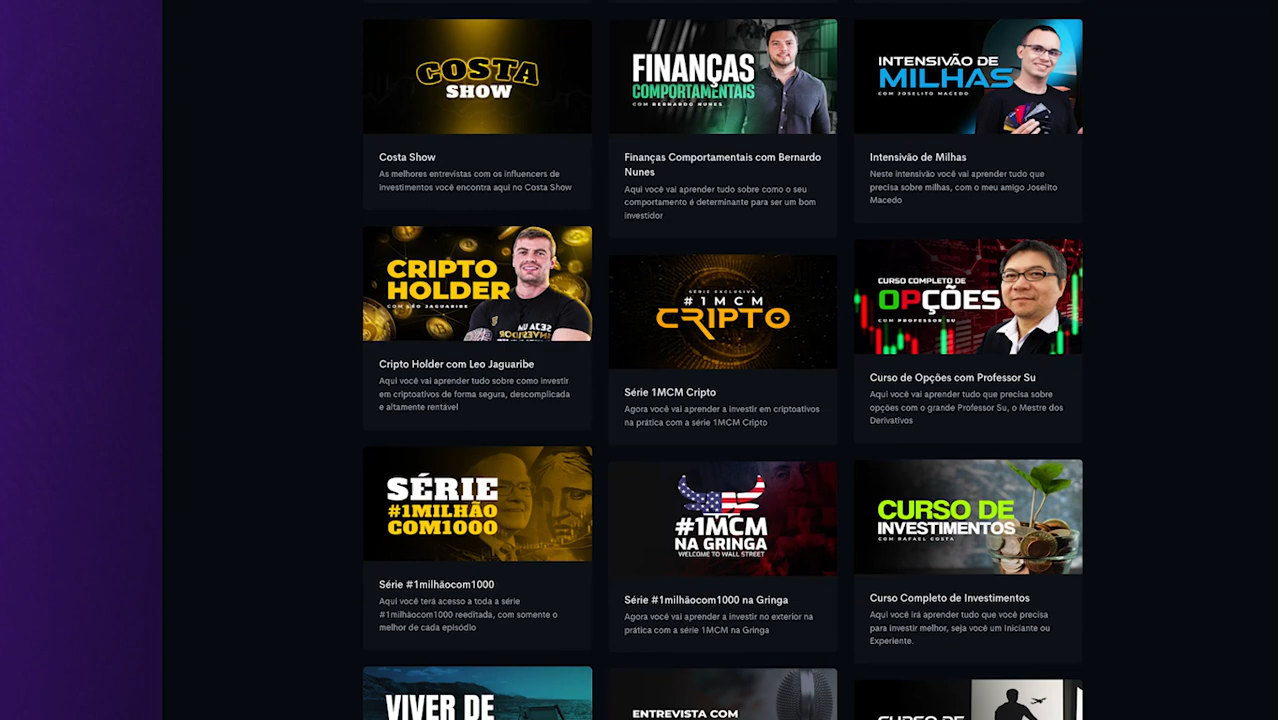 COSTA
SHOW
Costa Show
As melhores entrevistas com os influencers de
investimentos você encontra aqui no Costa Show
FINANÇAS
COMPORTAMENTAIS
COM BERNARDO NUNES
Finanças Comportamentais com Bernardo
Nunes
Aqui você vai aprender tudo sobre como o seu
comportamento é determinante para ser um bom
investidor
INTENSIVÃO DE
MILHAS
COM JOSELITO MACEDO
Intensivão de Milhas
Neste intensivão você vai aprender tudo que
precisa sobre milhas, com o meu amigo Joselito
Macedo
CRIPTO
HOLDER
COM LÉO JAGUARIBE
Cripto Holder com Leo Jaguaribe
Aqui você vai aprender tudo sobre como investir
em criptoativos de forma segura, descomplicada
e altamente rentável
SÉRIE EXCLUSIVA
#1MCM
CRIPTO
Série 1MCM Cripto
Agora você vai aprender a investir em criptoativos
na prática com a série 1MCM Cripto
CURSO COMPLETO DE
OPÇÕES
COM PROFESSOR SU
Curso de Opções com Professor Su
Aqui você vai aprender tudo que precisa sobre
opções com o grande Professor Su, o Mestre dos
Derivativos
SÉRIE
#1MILHÃO
COM1000
Série #1milhãocom1000
Aqui você terá acesso a toda a série
#1milhãocom1000 reeditada, com somente o
melhor de cada episódio
#1MCM
NA GRINGA
WELCOME TO WALL STREET
Série #1milhãocom1000 na Gringa
Agora você vai aprender a investir no exterior na
prática com a série 1MCM na Gringa
CURSO DE
INVESTIMENTOS
COM RAFAEL COSTA
Curso Completo de Investimentos
Aqui você irá aprender tudo que você precisa
para investir melhor, seja você um Iniciante ou
Experiente.
VIVER DE
ENTREVISTA COM
CURSO DE